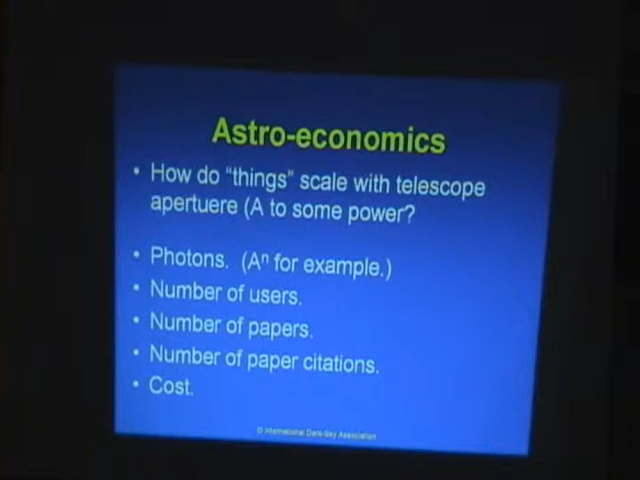 Astro-economics
• How do "things" scale with telescope
apertuere (A to some power?
• Photons. (Aⁿ for example.)
• Number of users.
• Number of papers.
• Number of paper citations.
• Cost.
© International Dark-Sky Association